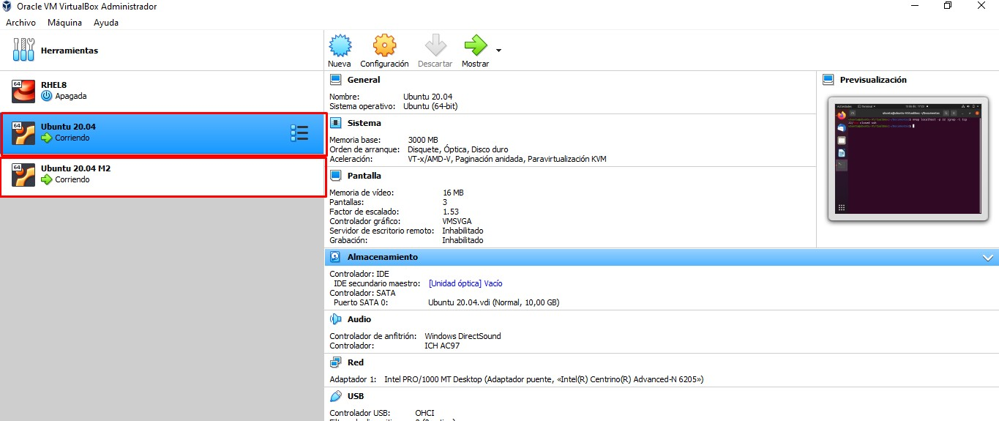 Oracle VM VirtualBox Administrador
Archivo Máquina Ayuda
Herramientas
Nueva Configuración Descartar Mostrar
64
RHEL8
Apagada
64
Ubuntu 20.04
Corriendo
64
Ubuntu 20.04 M2
Corriendo
General
Nombre: Ubuntu 20.04
Sistema operativo: Ubuntu (64-bit)
Sistema
Memoria base: 3000 MB
Orden de arranque: Disquete, Óptica, Disco duro
Aceleración: VT-x/AMD-V, Paginación anidada, Paravirtualización KVM
Pantalla
Memoria de vídeo: 16 MB
Pantallas: 3
Factor de escalado: 1.53
Controlador gráfico: VMSVGA
Servidor de escritorio remoto: Inhabilitado
Grabación: Inhabilitado
Previsualización
Almacenamiento
Controlador: IDE
IDE secundario maestro: [Unidad óptica] Vacío
Controlador: SATA
Puerto SATA 0: Ubuntu 20.04.vdi (Normal, 10,00 GB)
Audio
Controlador de anfitrión: Windows DirectSound
Controlador: ICH AC97
Red
Adaptador 1: Intel PRO/1000 MT Desktop (Adaptador puente, «Intel(R) Centrino(R) Advanced-N 6205»)
USB
Controlador USB: OHCI